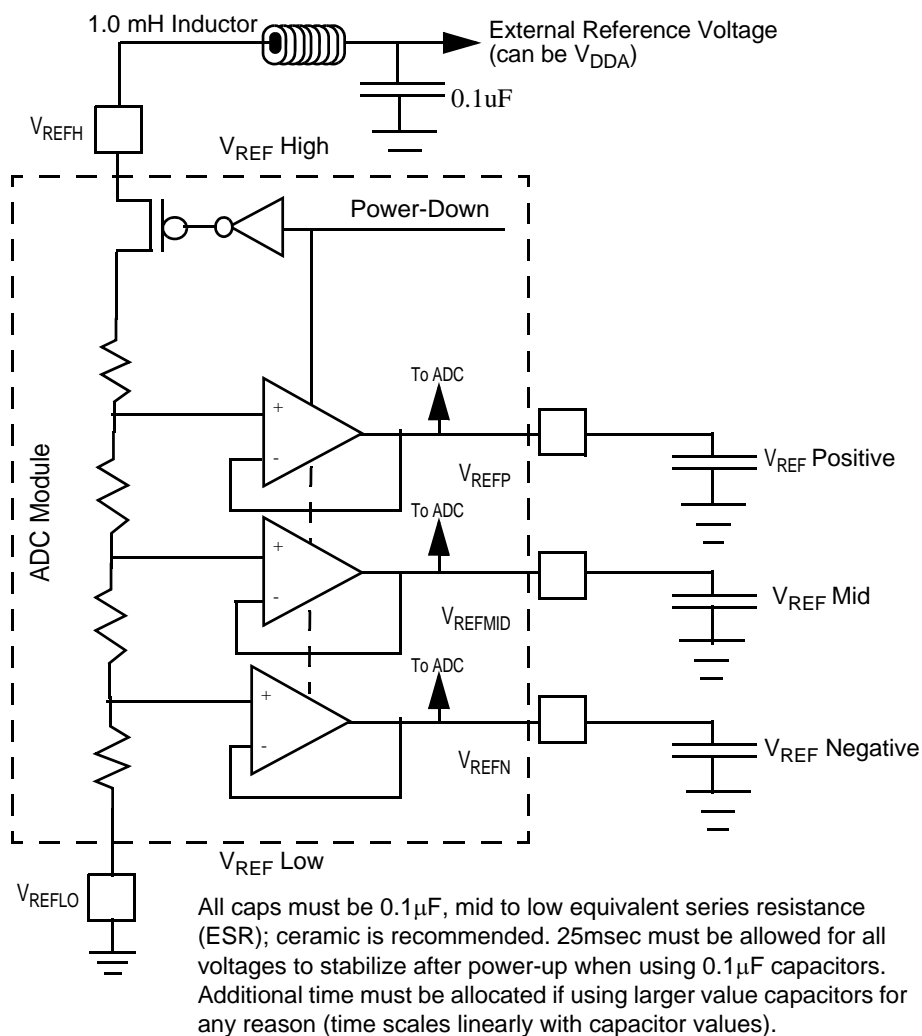 1.0 mH Inductor
External Reference Voltage
(can be VDDA)
0.1uF
VREFH
VREF High
Power-Down
To ADC
+
-
VREFP
VREF Positive
ADC Module
To ADC
+
-
VREFMID
VREF Mid
To ADC
+
-
VREFN
VREF Negative
VREF Low
VREFLO
All caps must be 0.1μF, mid to low equivalent series resistance
(ESR); ceramic is recommended. 25msec must be allowed for all
voltages to stabilize after power-up when using 0.1μF capacitors.
Additional time must be allocated if using larger value capacitors for
any reason (time scales linearly with capacitor values).